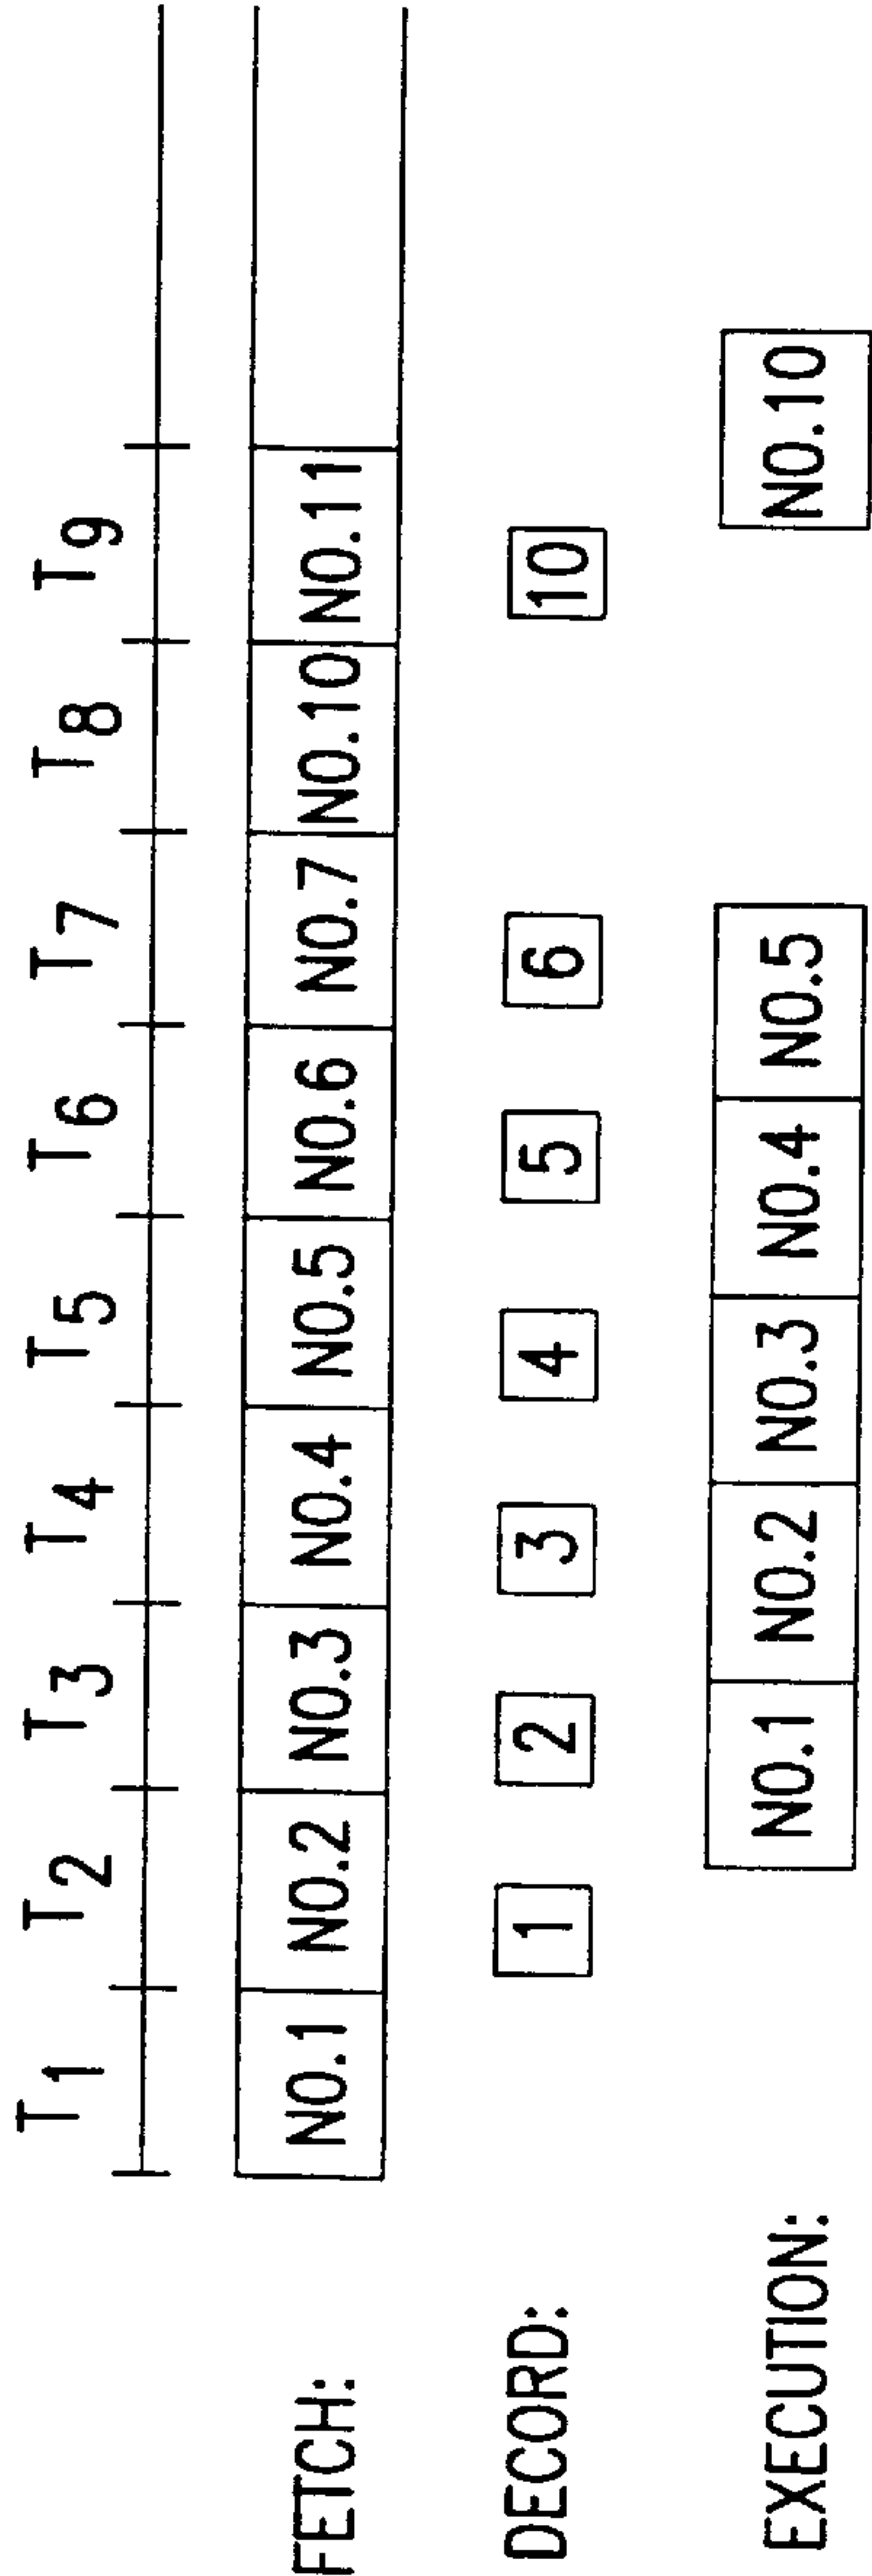 T1 T2 T3 T4 T5 T6 T7 T8 T9
FETCH: NO.1 NO.2 NO.3 NO.4 NO.5 NO.6 NO.7 NO.10 NO.11
DECORD: 1 2 3 4 5 6 10
EXECUTION: NO.1 NO.2 NO.3 NO.4 NO.5 NO.10